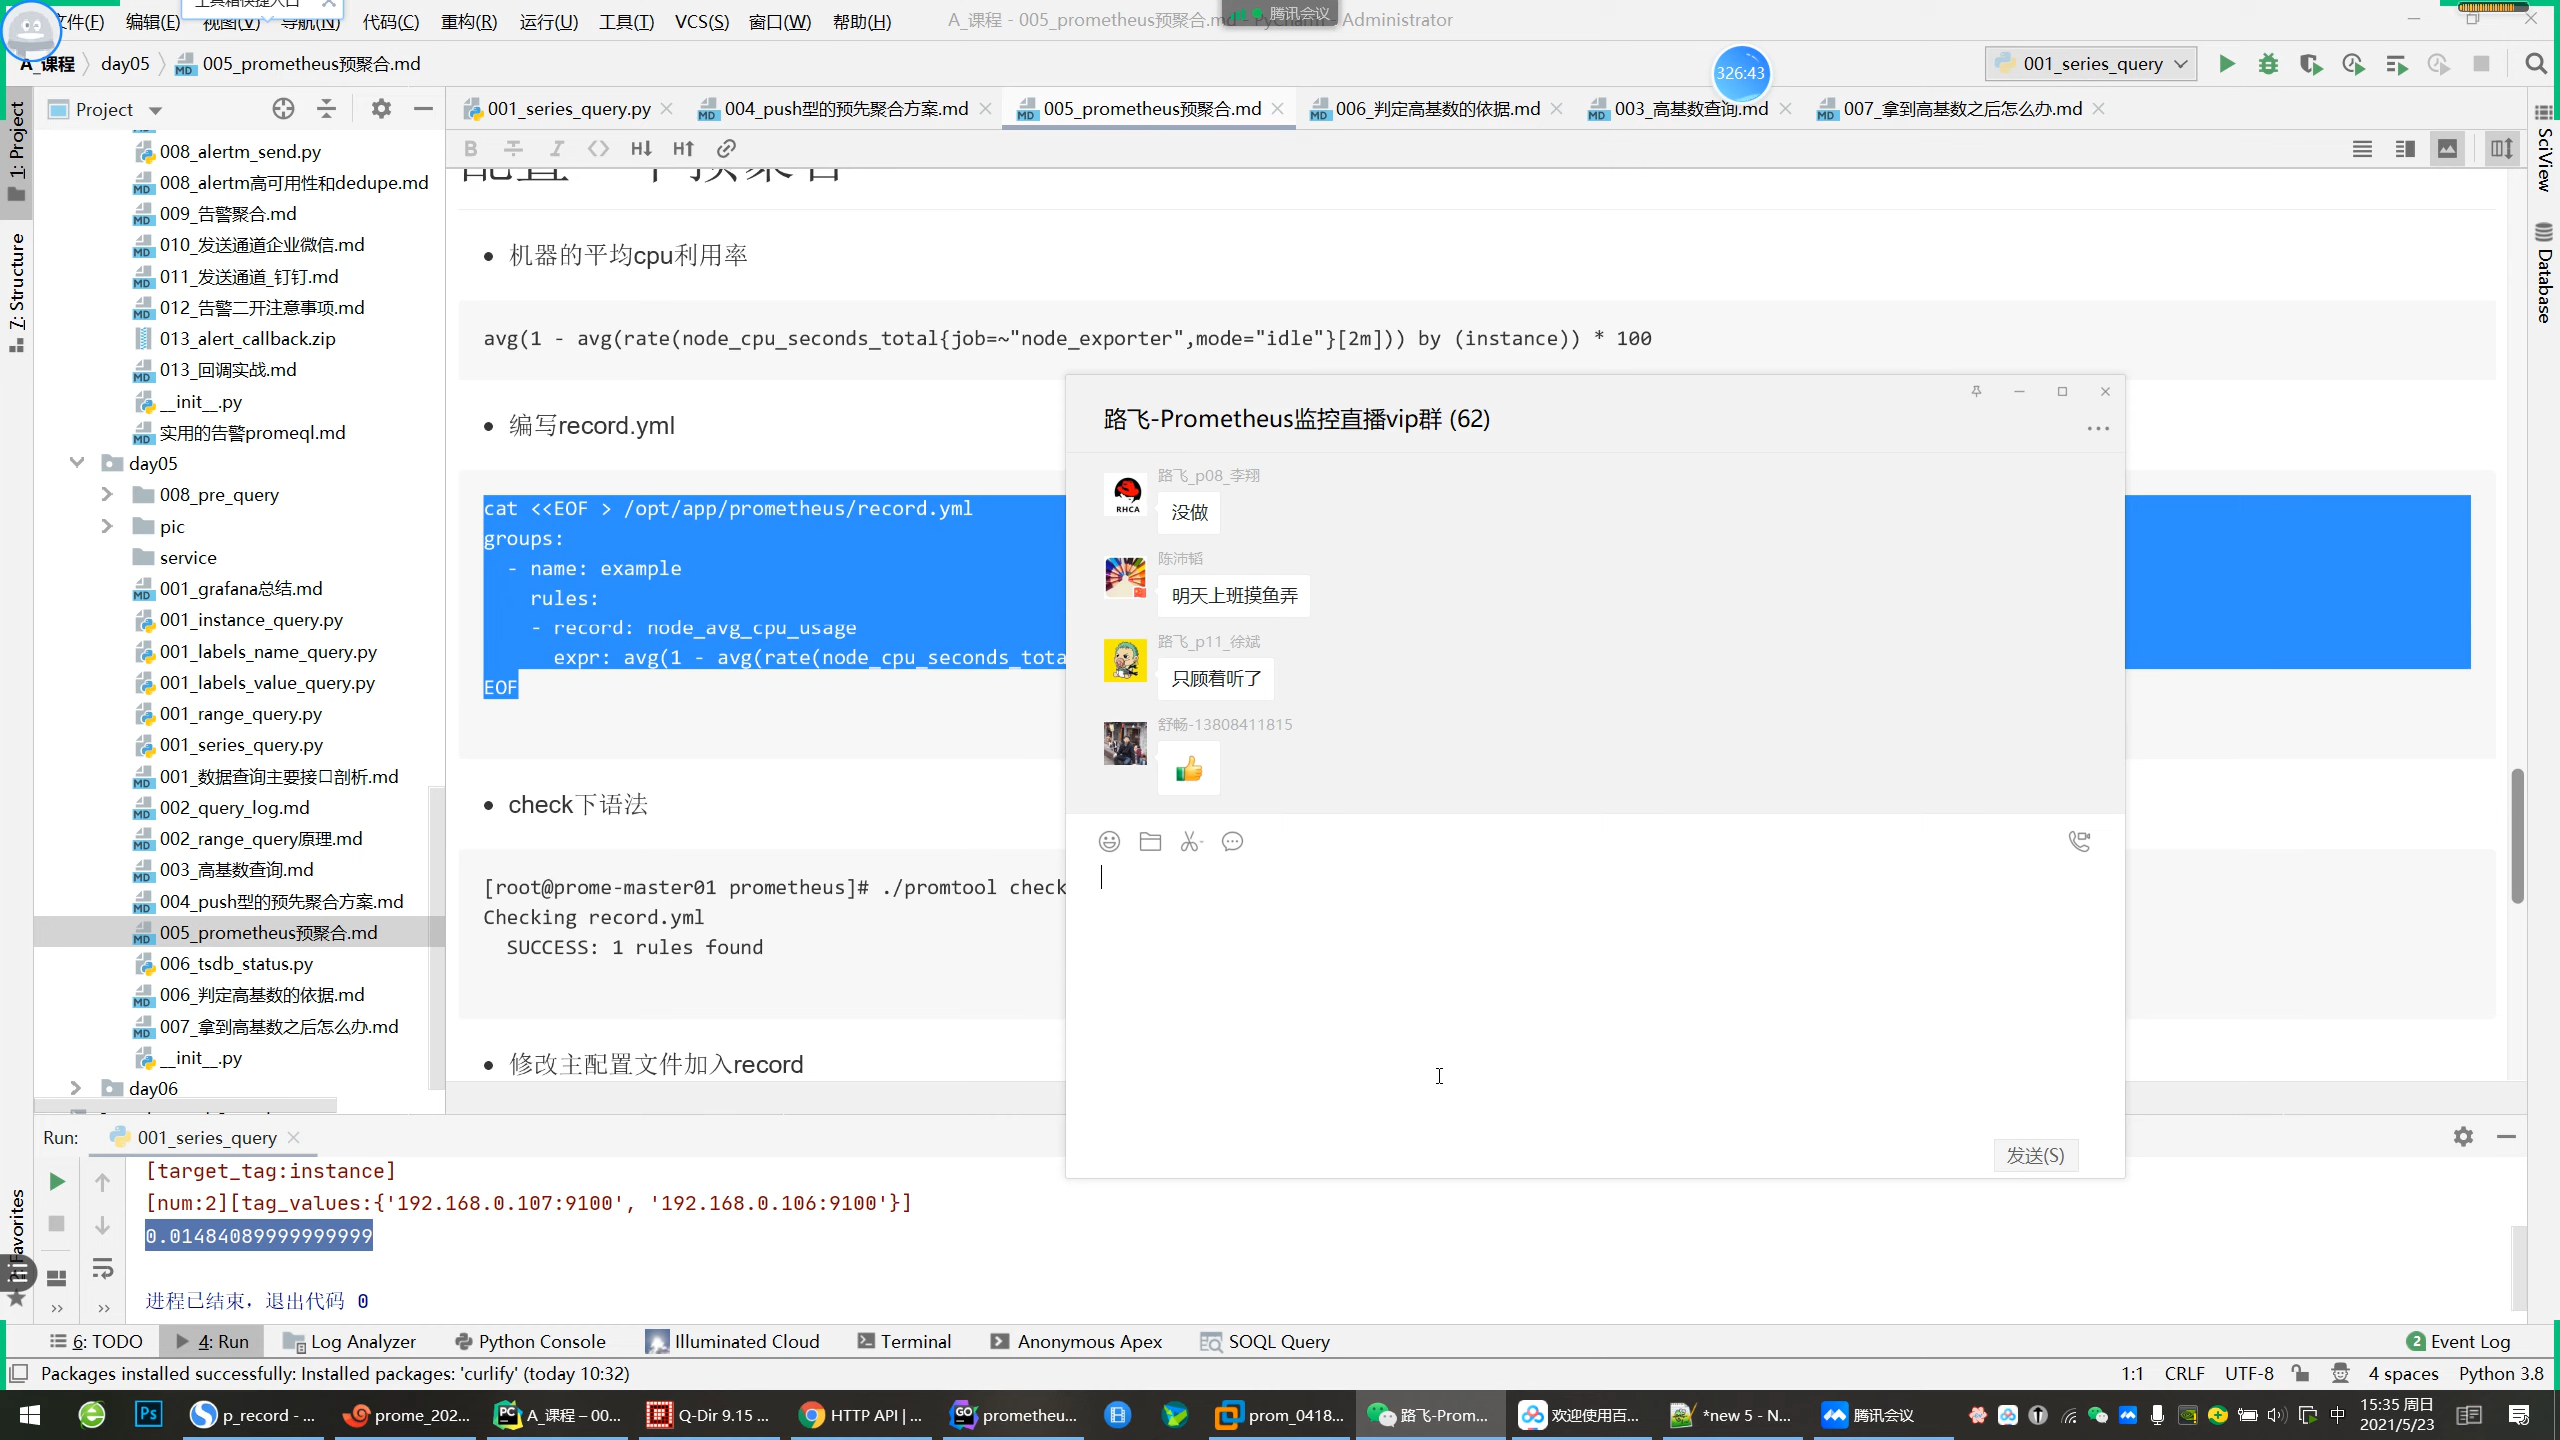 工具箱快捷入口
文件(F) 编辑(E) 视图(V) 导航(N) 代码(C) 重构(R) 运行(U) 工具(T) VCS(S) 窗口(W) 帮助(H)
A_课程 - 005_prometheus预聚合.md - PyCharm - Administrator
腾讯会议
A_课程 day05 005_prometheus预聚合.md
326:43
001_series_query
Project
001_series_query.py
004_push型的预先聚合方案.md
005_prometheus预聚合.md
006_判定高基数的依据.md
003_高基数查询.md
007_拿到高基数之后怎么办.md
1: Project
7: Structure
2: Favorites
SciView
Database
008_alertm_send.py
008_alertm高可用性和dedupe.md
009_告警聚合.md
010_发送通道企业微信.md
011_发送通道_钉钉.md
012_告警二开注意事项.md
013_alert_callback.zip
013_回调实战.md
__init__.py
实用的告警promeql.md
day05
008_pre_query
pic
service
001_grafana总结.md
001_instance_query.py
001_labels_name_query.py
001_labels_value_query.py
001_range_query.py
001_series_query.py
001_数据查询主要接口剖析.md
002_query_log.md
002_range_query原理.md
003_高基数查询.md
004_push型的预先聚合方案.md
005_prometheus预聚合.md
006_tsdb_status.py
006_判定高基数的依据.md
007_拿到高基数之后怎么办.md
__init__.py
day06
机器的平均cpu利用率
avg(1 - avg(rate(node_cpu_seconds_total{job=~"node_exporter",mode="idle"}[2m])) by (instance)) * 100
编写record.yml
cat <<EOF > /opt/app/prometheus/record.yml
groups:
  - name: example
    rules:
    - record: node_avg_cpu_usage
      expr: avg(1 - avg(rate(node_cpu_seconds_tota
EOF
check下语法
[root@prome-master01 prometheus]# ./promtool check
Checking record.yml
  SUCCESS: 1 rules found
修改主配置文件加入record
路飞-Prometheus监控直播vip群 (62)
路飞_p08_李翔
RHCA
没做
陈沛韬
明天上班摸鱼弄
路飞_p11_徐斌
只顾着听了
舒畅-13808411815
发送(S)
Run: 001_series_query
[target_tag:instance]
[num:2][tag_values:{'192.168.0.107:9100', '192.168.0.106:9100'}]
0.01484089999999999
进程已结束，退出代码 0
6: TODO 4: Run Log Analyzer Python Console Illuminated Cloud Terminal Anonymous Apex SOQL Query
2 Event Log
Packages installed successfully: Installed packages: 'curlify' (today 10:32)
1:1 CRLF UTF-8 4 spaces Python 3.8
Ps p_record - ... prome_202... A_课程 – 00... Q-Dir 9.15 ... HTTP API | ... prometheu... prom_0418... 路飞-Prom... 欢迎使用百... *new 5 - N... 腾讯会议
中
15:35 周日
2021/5/23